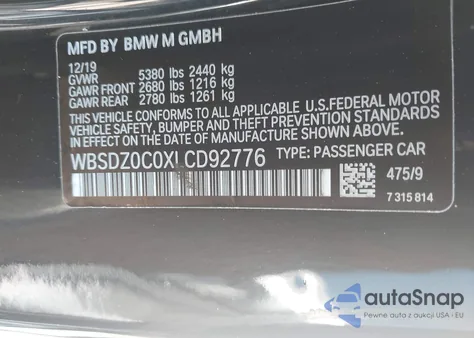 MFD BY BMW M GMBH
12/19
GVWR 5380 lbs 2440 kg
GAWR FRONT 2680 lbs 1216 kg
GAWR REAR 2780 lbs 1261 kg
THIS VEHICLE CONFORMS TO ALL APPLICABLE U.S.FEDERAL MOTOR
VEHICLE SAFETY, BUMPER, AND THEFT PREVENTION STANDARDS IN
EFFECT ON THE DATE OF MANUFACTURE SHOWN ABOVE.
WBSDZ0C0XLCD92776 TYPE: PASSENGER CAR
475/9
7 315 814
autoSnap
Pewne auta z aukcji USA - EU